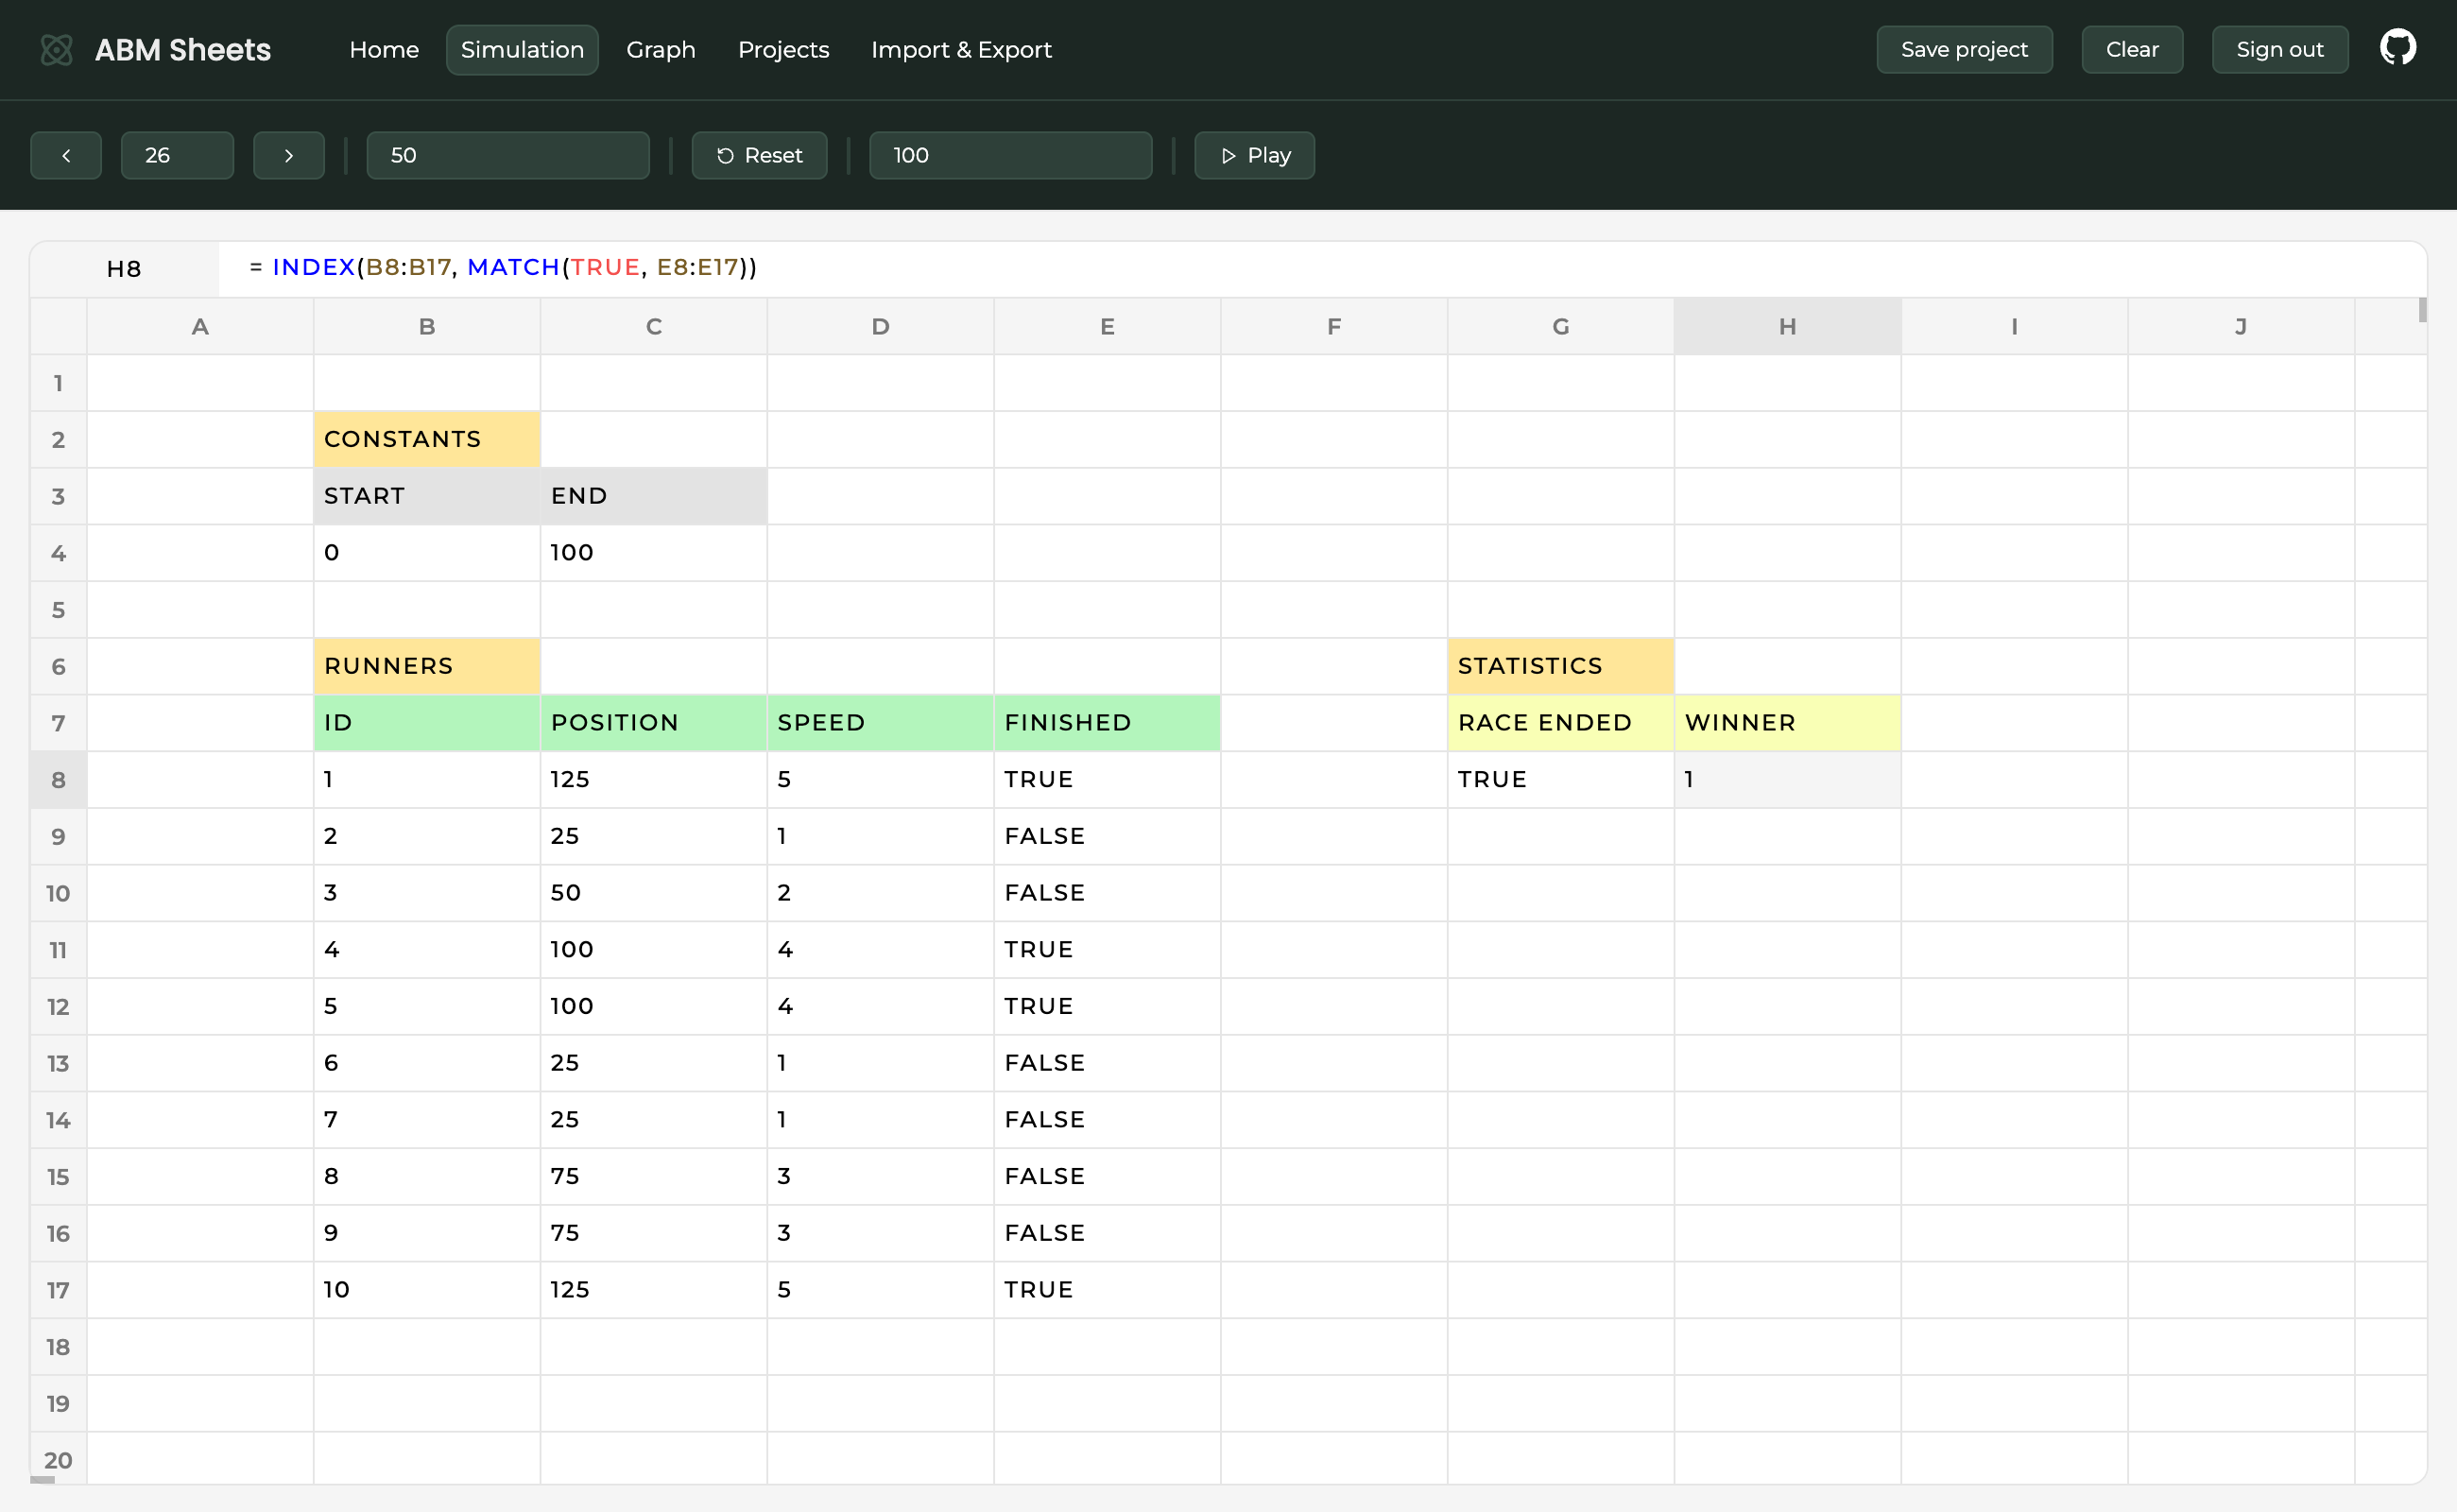 ABM Sheets Home Simulation Graph Projects Import & Export Save project Clear Sign out
26 50 Reset 100 Play
H8 = INDEX(B8:B17, MATCH(TRUE, E8:E17))
A B C D E F G H I J
1
2 CONSTANTS
3 START END
4 0 100
5
6 RUNNERS STATISTICS
7 ID POSITION SPEED FINISHED RACE ENDED WINNER
8 1 125 5 TRUE TRUE 1
9 2 25 1 FALSE
10 3 50 2 FALSE
11 4 100 4 TRUE
12 5 100 4 TRUE
13 6 25 1 FALSE
14 7 25 1 FALSE
15 8 75 3 FALSE
16 9 75 3 FALSE
17 10 125 5 TRUE
18
19
20